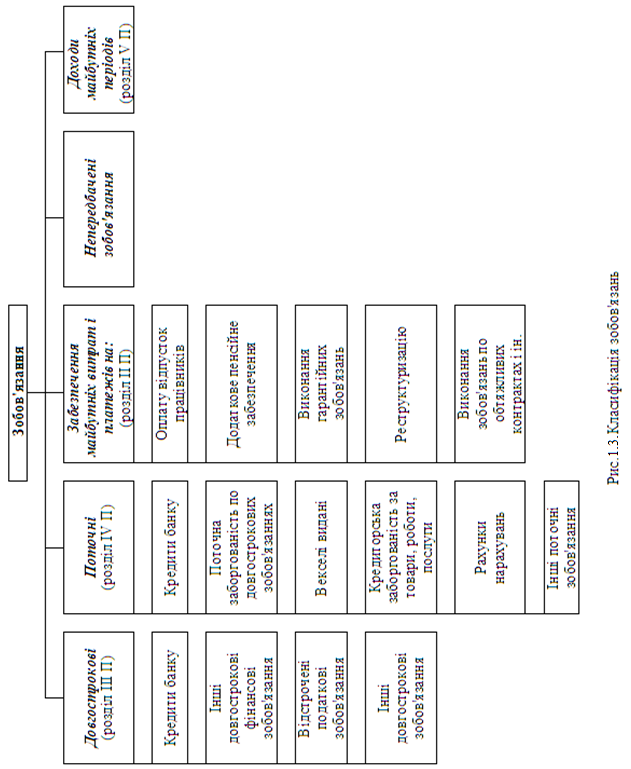 Зобов'язання
Довгострокові
(розділ ІІІ П)
Кредити банку
Інші
довгострокові
фінансові
зобов'язання
Відстрочені
податкові
зобов'язання
Інші
довгострокові
зобов'язання
Поточні
(розділ IV П)
Кредити банку
Поточна
заборгованість по
довгострокових
зобов'язаннях
Векселі видані
Кредиторська
заборгованість за
товари, роботи,
послуги
Рахунки
нарахувань
Інші поточні
зобов'язання
Забезпечення
майбутніх витрат і
платежів на:
(розділ ІІ П)
Оплату відпусток
працівників
Додаткове пенсійне
забезпечення
Виконання
гарантійних
зобов'язань
Реструктуризацію
Виконання
зобов'язань по
обтяжливих
контрактах і ін.
Непередбачені
зобов'язання
Доходи
майбутніх
періодів
(розділ V П)
Рис.1.3.Класифікація зобов'язань